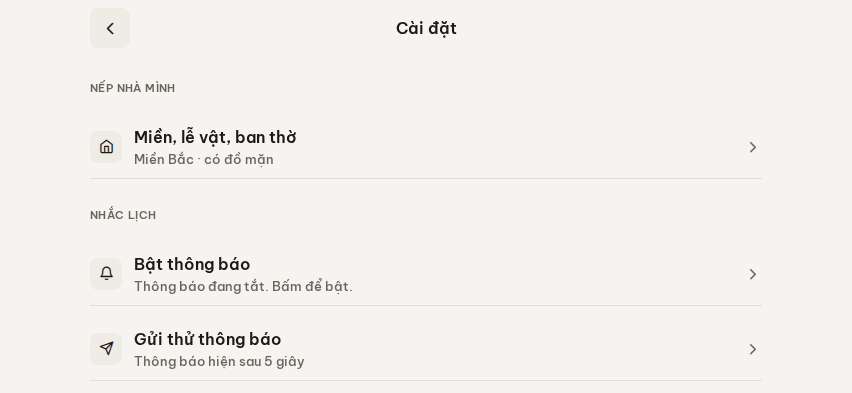 Cài đặt
NẾP NHÀ MÌNH
Miền, lễ vật, ban thờ
Miền Bắc · có đồ mặn
NHẮC LỊCH
Bật thông báo
Thông báo đang tắt. Bấm để bật.
Gửi thử thông báo
Thông báo hiện sau 5 giây